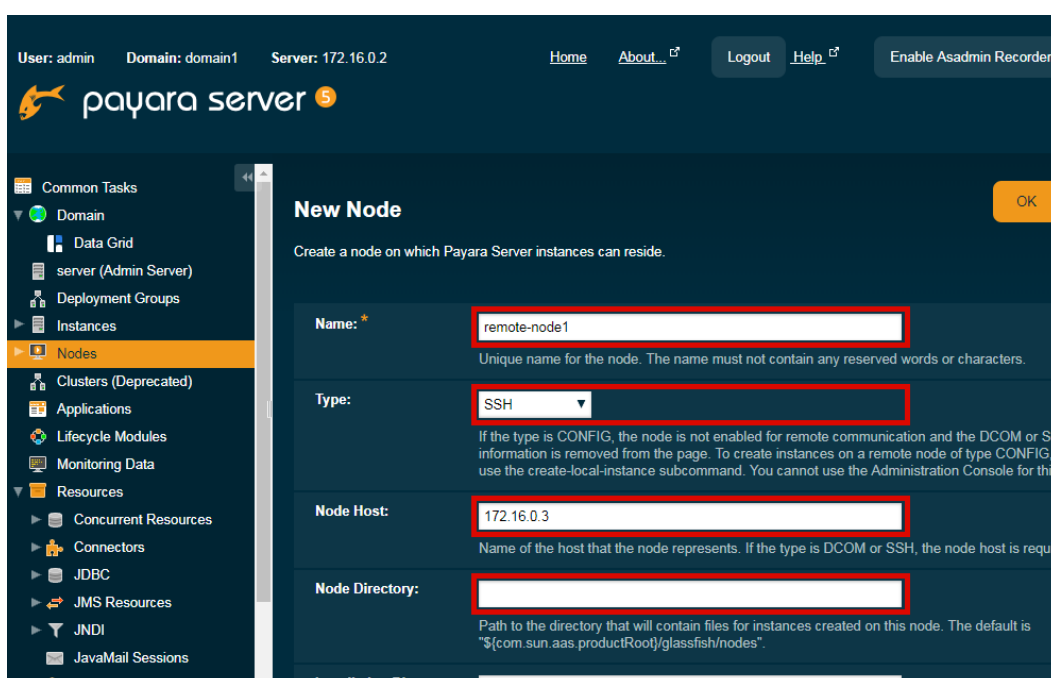 User: admin Domain: domain1 Server: 172.16.0.2 Home About... Logout Help Enable Asadmin Recorder
payara server 5
Common Tasks
Domain
Data Grid
server (Admin Server)
Deployment Groups
Instances
Nodes
Clusters (Deprecated)
Applications
Lifecycle Modules
Monitoring Data
Resources
Concurrent Resources
Connectors
JDBC
JMS Resources
JNDI
JavaMail Sessions
New Node
OK
Create a node on which Payara Server instances can reside.
Name: * remote-node1
Unique name for the node. The name must not contain any reserved words or characters.
Type: SSH
If the type is CONFIG, the node is not enabled for remote communication and the DCOM or S
information is removed from the page. To create instances on a remote node of type CONFIG,
use the create-local-instance subcommand. You cannot use the Administration Console for thi
Node Host: 172.16.0.3
Name of the host that the node represents. If the type is DCOM or SSH, the node host is requ
Node Directory:
Path to the directory that will contain files for instances created on this node. The default is
"${com.sun.aas.productRoot}/glassfish/nodes".